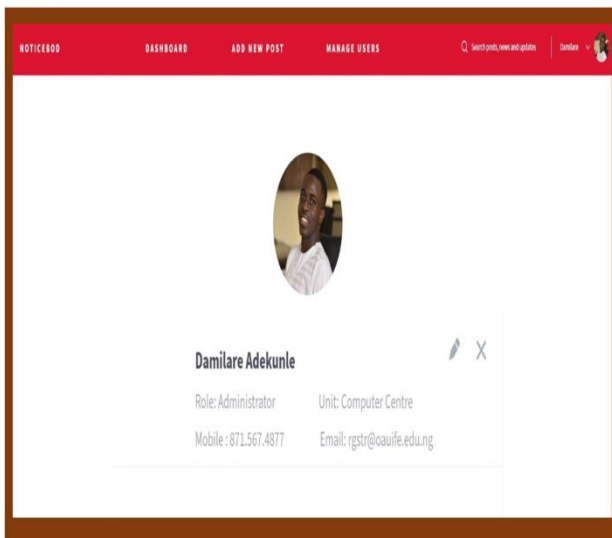 NOTICEBOD DASHBOARD ADD NEW POST MANAGE USERS Search posts, news and updates Damilare
Damilare Adekunle
Role: Administrator Unit: Computer Centre
Mobile : 871.567.4877 Email: rgstr@oauife.edu.ng